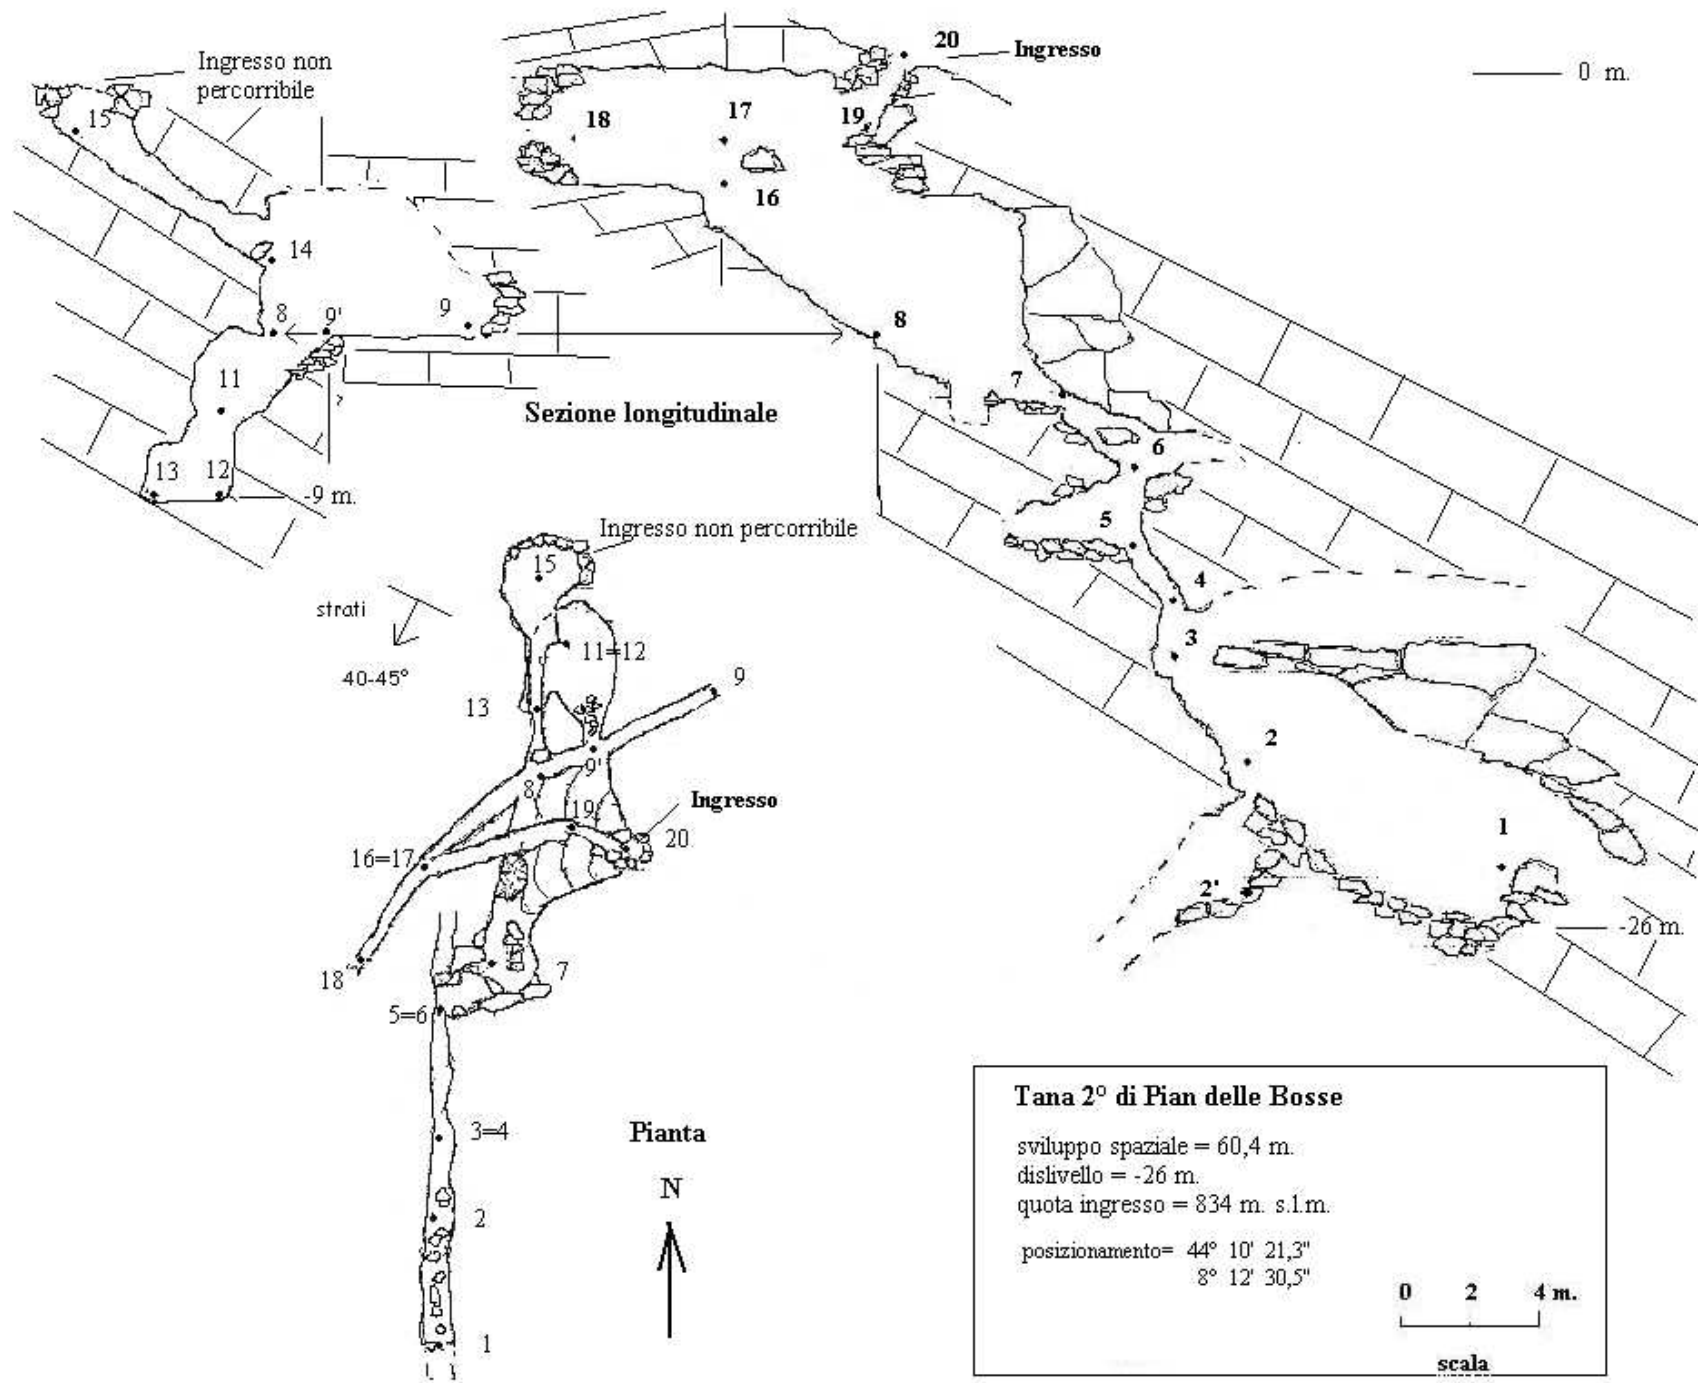 20
Ingresso
0 m.
Ingresso non
percorribile
15
18
17
19
16
14
8
9'
9
8
11
7
?
Sezione longitudinale
6
13
12
-9 m.
5
Ingresso non percorribile
15
4
strati
3
11=12
40-45°
9
13
2
9'
8
Ingresso
19
20
1
16=17
2'
-26 m.
18
7
5=6
Tana 2° di Pian delle Bosse
3=4
Pianta
sviluppo spaziale = 60,4 m.
dislivello = -26 m.
N
quota ingresso = 834 m. s.l.m.
2
posizionamento= 44° 10' 21,3"
8° 12' 30,5"
0 2 4 m.
1
scala